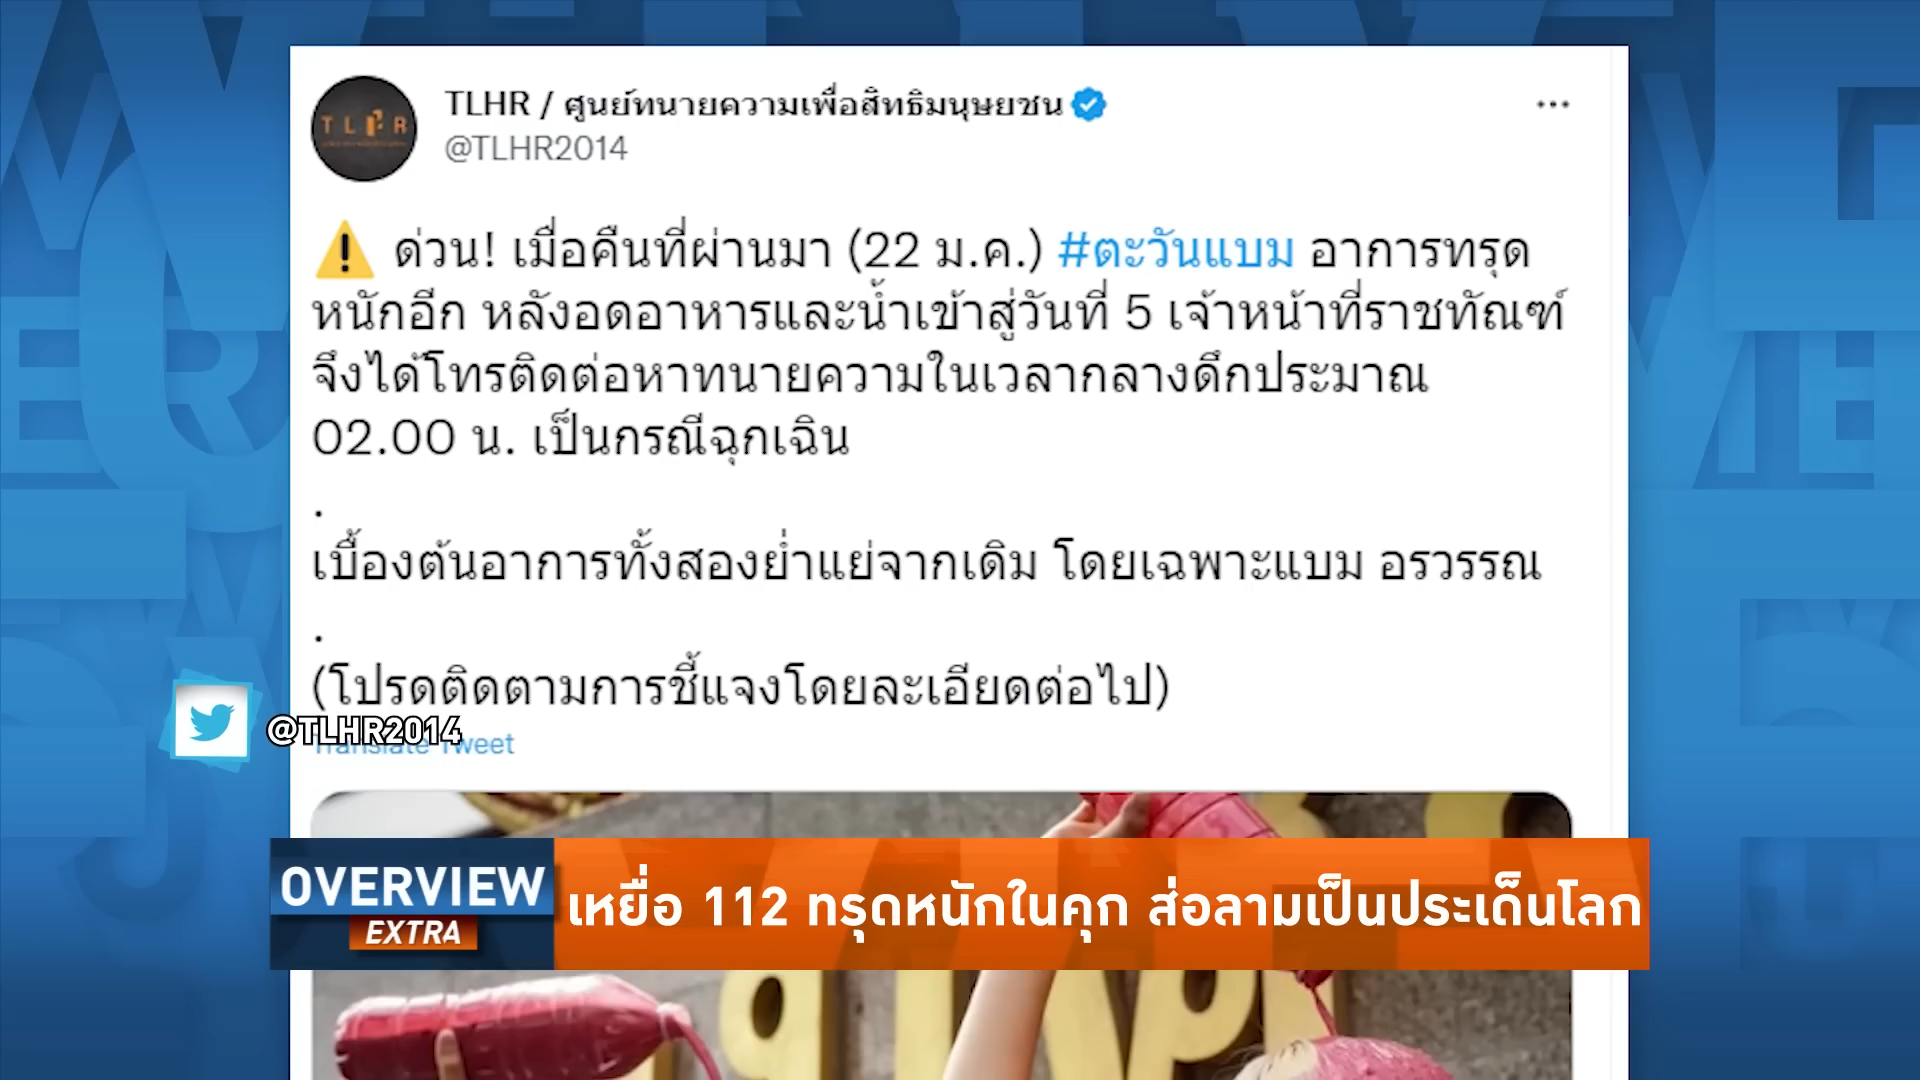 TLHR
TLHR / ศูนย์ทนายความเพื่อสิทธิมนุษยชน
@TLHR2014
ด่วน! เมื่อคืนที่ผ่านมา (22 ม.ค.) #ตะวันแบม อาการทรุด
หนักอีก หลังอดอาหารและน้ำเข้าสู่วันที่ 5 เจ้าหน้าที่ราชทัณฑ์
จึงได้โทรติดต่อหาทนายความในเวลากลางดึกประมาณ
02.00 น. เป็นกรณีฉุกเฉิน
.
เบื้องต้นอาการทั้งสองย่ำแย่จากเดิม โดยเฉพาะแบม อรวรรณ
.
(โปรดติดตามการชี้แจงโดยละเอียดต่อไป)
@TLHR2014
Translate Tweet
OVERVIEW
EXTRA
เหยื่อ 112 ทรุดหนักในคุก ส่อลามเป็นประเด็นโลก